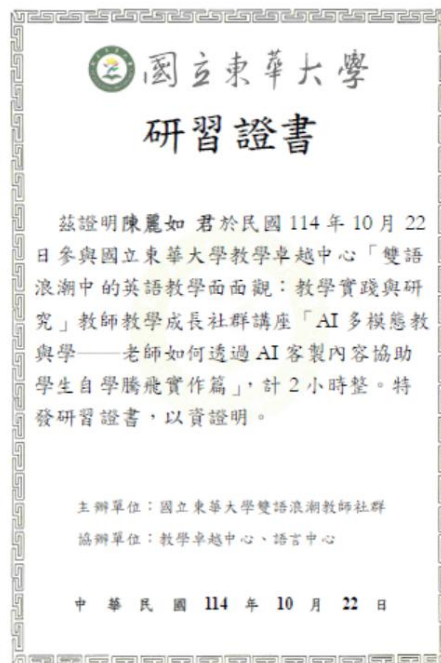 國立東華大學
研習證書
茲證明陳麗如 君於民國 114 年 10 月 22
日參與國立東華大學教學卓越中心「雙語
浪潮中的英語教學面面觀：教學實踐與研
究」教師教學成長社群講座「AI 多模態教
與學——老師如何透過 AI 客製內容協助
學生自學騰飛實作篇」，計 2 小時整。特
發研習證書，以資證明。
主辦單位：國立東華大學雙語浪潮教師社群
協辦單位：教學卓越中心、語言中心
中 華 民 國 114 年 10 月 22 日